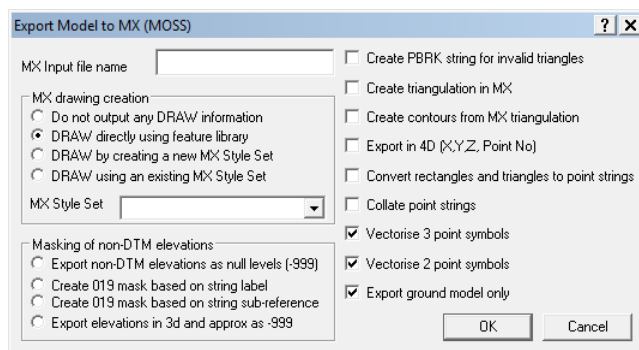 Export Model to MX (MOSS)
MX Input file name
MX drawing creation
Do not output any DRAW information
DRAW directly using feature library
DRAW by creating a new MX Style Set
DRAW using an existing MX Style Set
MX Style Set
Masking of non-DTM elevations
Export non-DTM elevations as null levels (-999)
Create 019 mask based on string label
Create 019 mask based on string sub-reference
Export elevations in 3d and approx as -999
Create PBRK string for invalid triangles
Create triangulation in MX
Create contours from MX triangulation
Export in 4D (X,Y,Z, Point No)
Convert rectangles and triangles to point strings
Collate point strings
Vectorise 3 point symbols
Vectorise 2 point symbols
Export ground model only
OK
Cancel